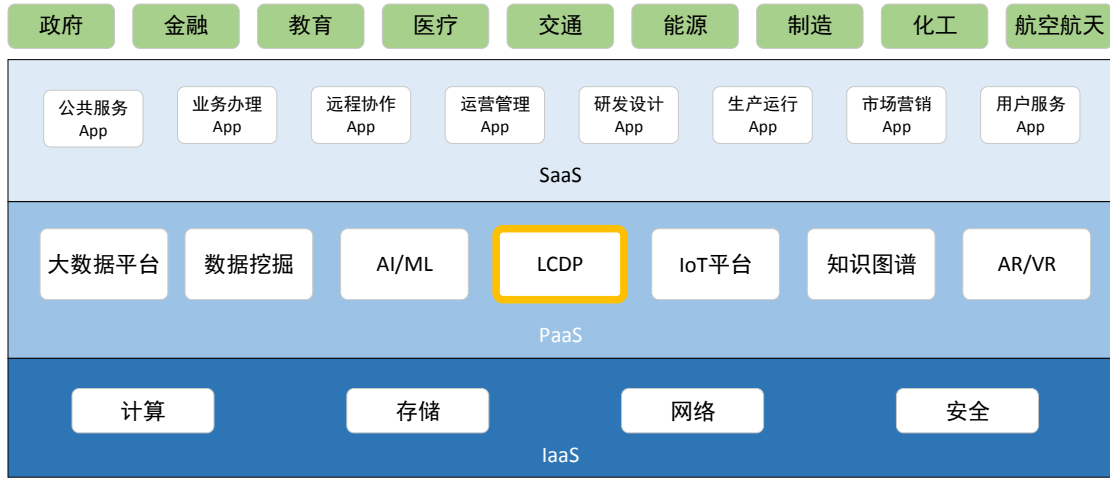 政府
金融
教育
医疗
交通
能源
制造
化工
航空航天
公共服务
App
业务办理
App
远程协作
App
运营管理
App
研发设计
App
生产运行
App
市场营销
App
用户服务
App
SaaS
大数据平台
数据挖掘
AI/ML
LCDP
IoT平台
知识图谱
AR/VR
PaaS
计算
存储
网络
安全
IaaS